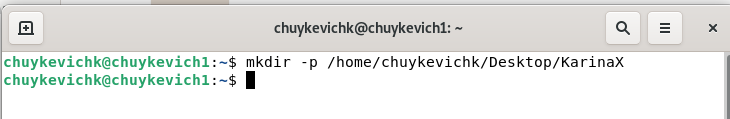 chuykevichk@chuykevich1: ~
chuykevichk@chuykevich1:~$ mkdir -p /home/chuykevichk/Desktop/KarinaX
chuykevichk@chuykevich1:~$